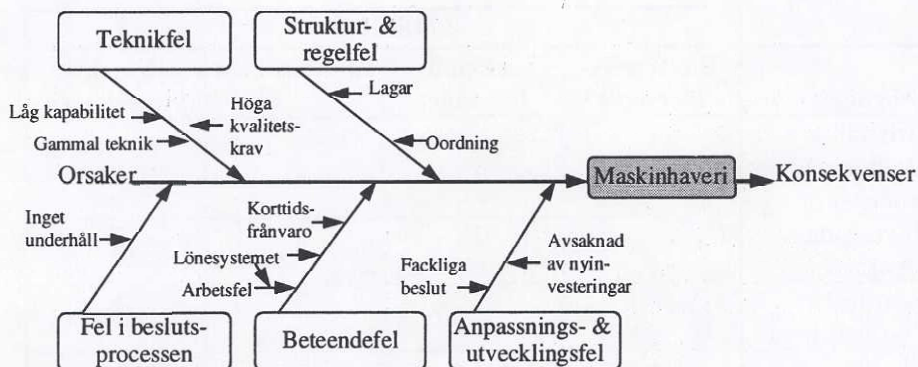 Teknikfel
Struktur- &
regelfel
Lagar
Låg kapabilitet
Höga
kvalitets-
krav
Gammal teknik
Oordning
Orsaker
Maskinhaveri
Konsekvenser
Inget
underhåll
Korttids-
frånvaro
Lönesystemet
Arbetsfel
Avsaknad
av nyin-
vesteringar
Fackliga
beslut
Fel i besluts-
processen
Beteendefel
Anpassnings- &
utvecklingsfel